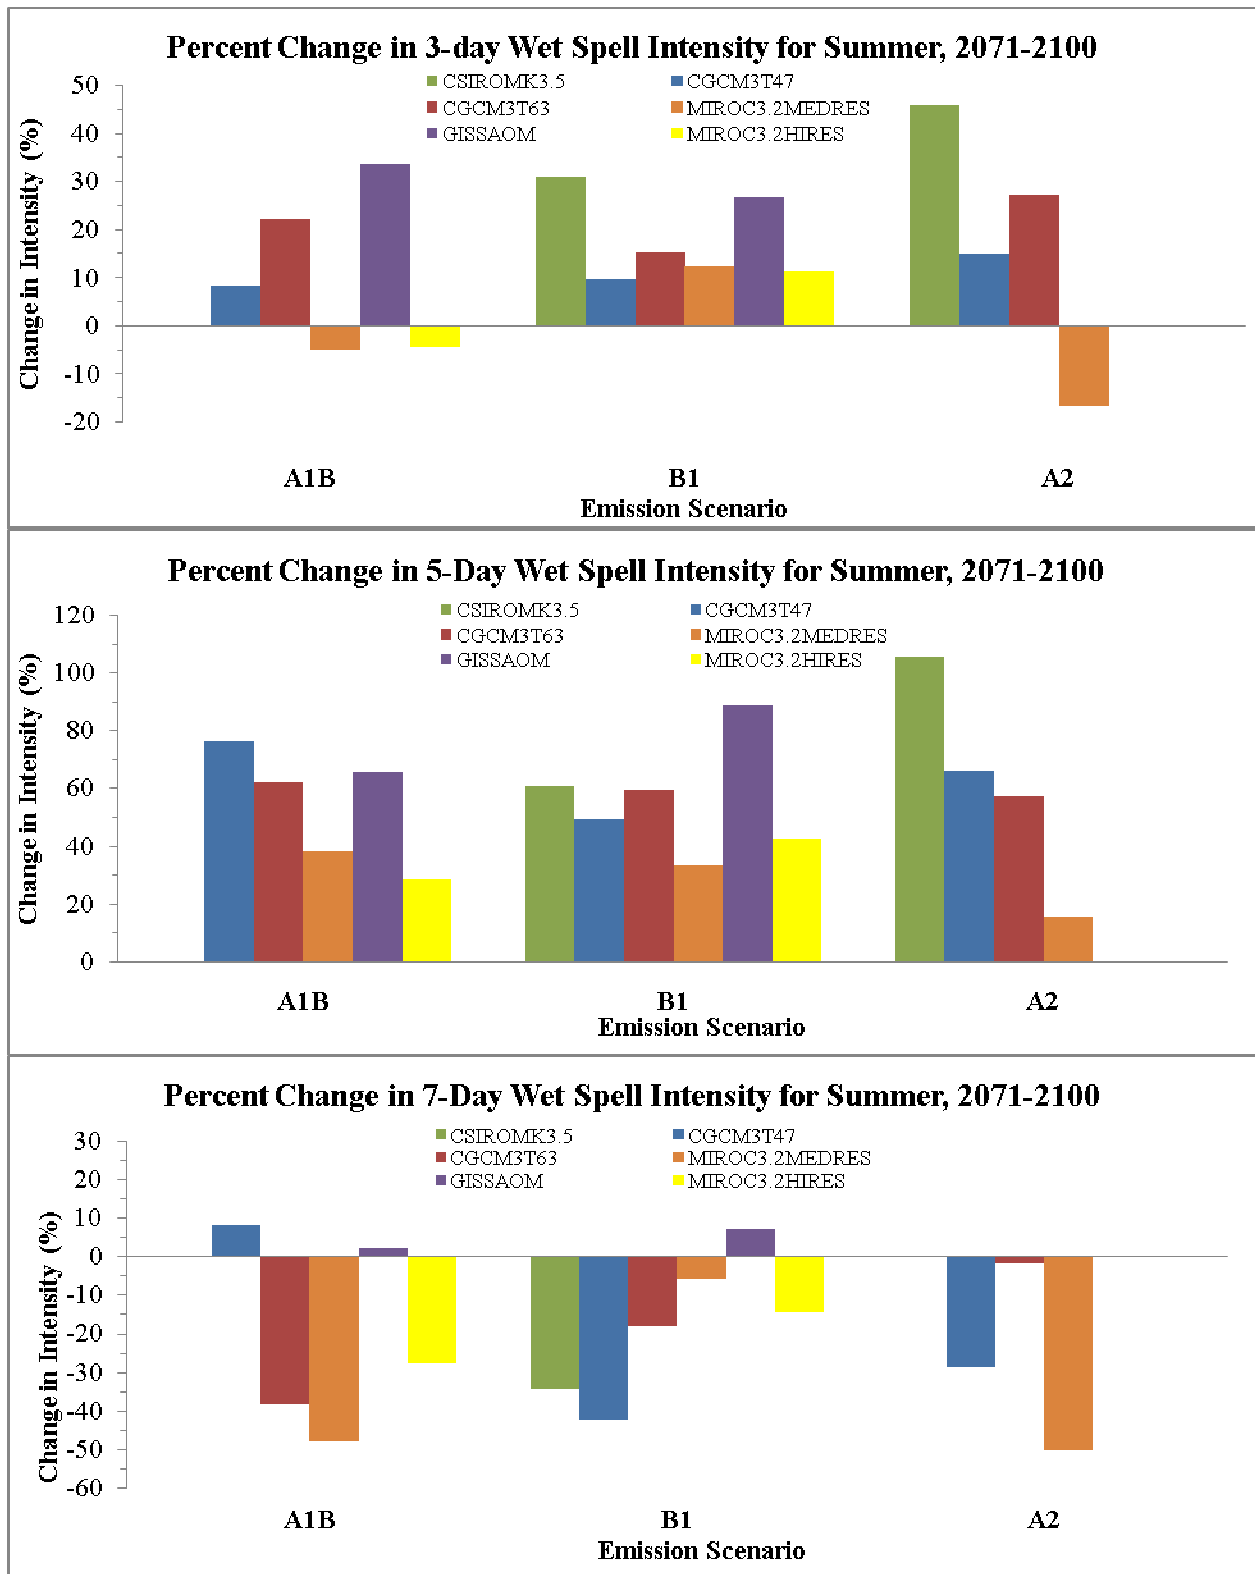 Percent Change in 3-day Wet Spell Intensity for Summer, 2071-2100
CSIROMK3.5 CGCM3T47
CGCM3T63 MIROC3.2MEDRES
GISSAOM MIROC3.2HIRES
Change in Intensity (%)
50
40
30
20
10
0
-10
-20
A1B B1 A2
Emission Scenario
Percent Change in 5-Day Wet Spell Intensity for Summer, 2071-2100
CSIROMK3.5 CGCM3T47
CGCM3T63 MIROC3.2MEDRES
GISSAOM MIROC3.2HIRES
Change in Intensity (%)
120
100
80
60
40
20
0
A1B B1 A2
Emission Scenario
Percent Change in 7-Day Wet Spell Intensity for Summer, 2071-2100
CSIROMK3.5 CGCM3T47
CGCM3T63 MIROC3.2MEDRES
GISSAOM MIROC3.2HIRES
Change in Intensity (%)
30
20
10
0
-10
-20
-30
-40
-50
-60
A1B B1 A2
Emission Scenario